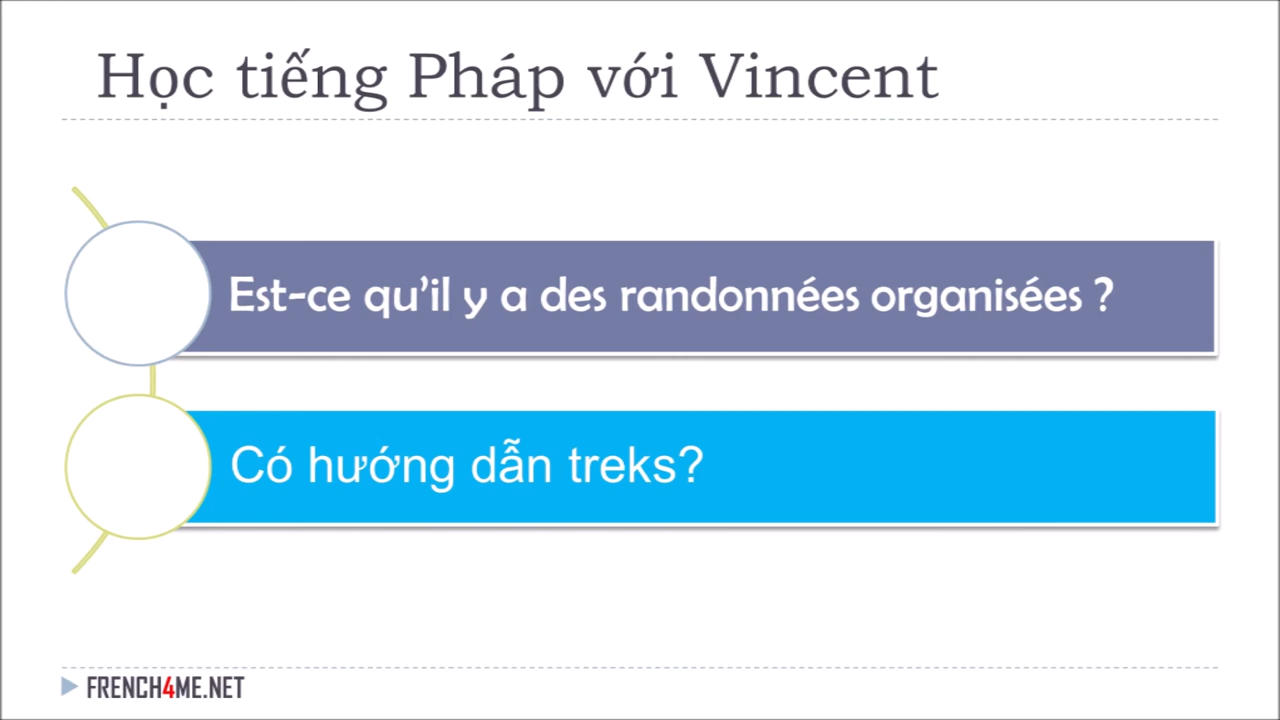 Học tiếng Pháp với Vincent
Est-ce qu’il y a des randonnées organisées ?
Có hướng dẫn treks?
FRENCH4ME.NET